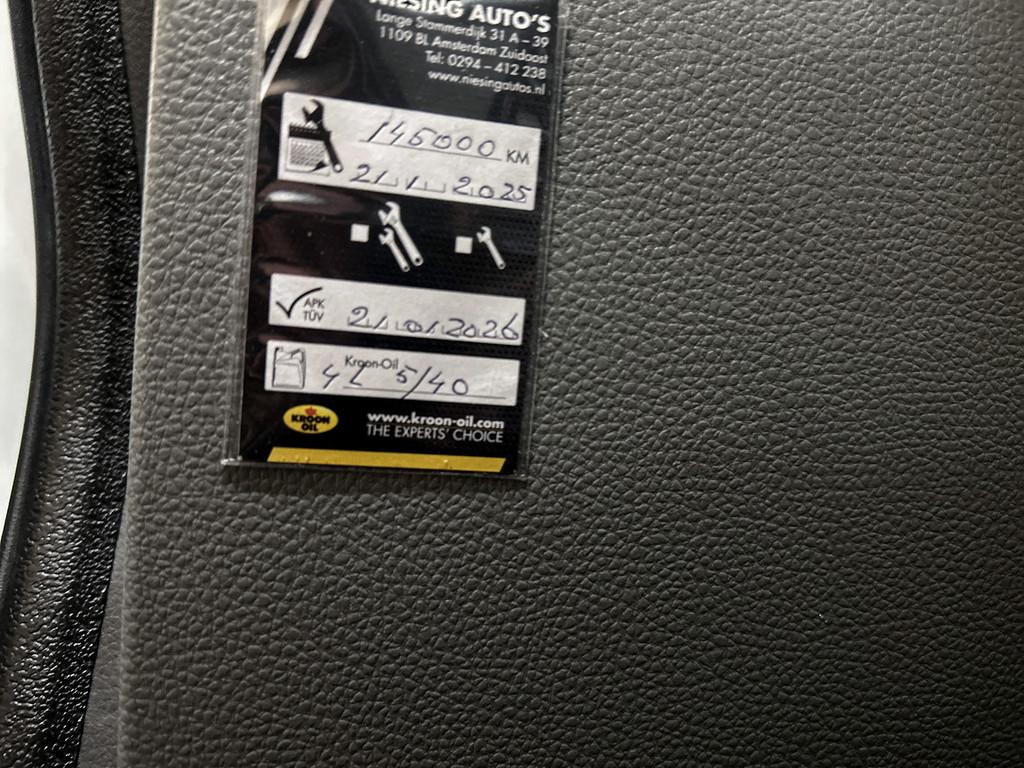 NIESING AUTO'S
Lange Stammerdijk 31 A – 39
1109 BL Amsterdam Zuidoost
Tel: 0294 – 412 238
www.niesingautos.nl
145000 KM
21 1 2025
APK
TÜV
21 01 2026
Kroon-Oil
4 L 5/40
KROON
OIL
www.kroon-oil.com
THE EXPERTS' CHOICE